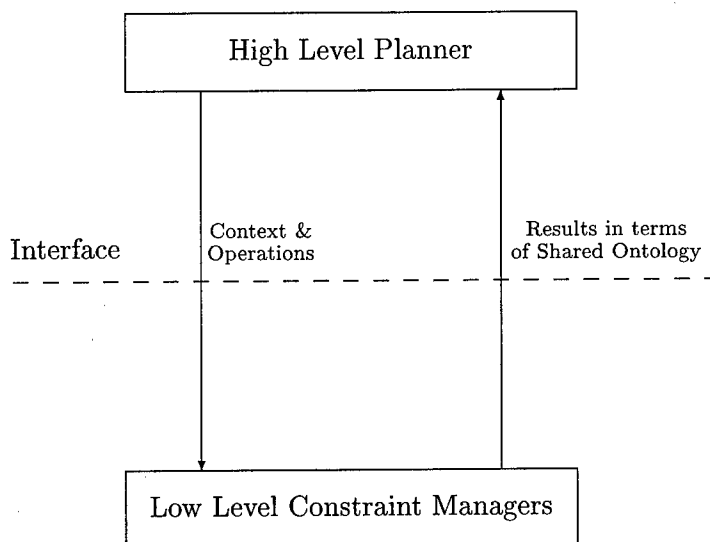 High Level Planner
Context &
Operations
Results in terms
of Shared Ontology
Interface
Low Level Constraint Managers